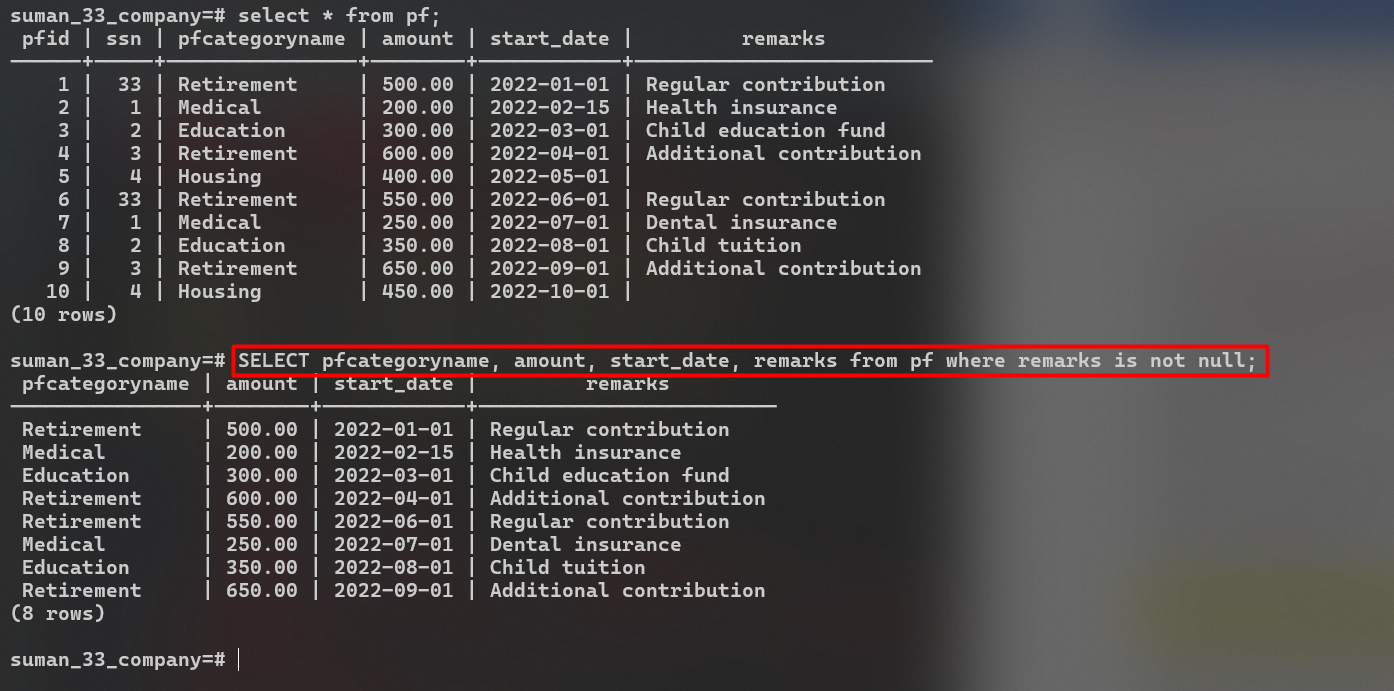 suman_33_company=# select * from pf;
 pfid | ssn | pfcategoryname | amount | start_date |         remarks
------+-----+----------------+--------+------------+-------------------------
    1 |  33 | Retirement     | 500.00 | 2022-01-01 | Regular contribution
    2 |   1 | Medical        | 200.00 | 2022-02-15 | Health insurance
    3 |   2 | Education      | 300.00 | 2022-03-01 | Child education fund
    4 |   3 | Retirement     | 600.00 | 2022-04-01 | Additional contribution
    5 |   4 | Housing        | 400.00 | 2022-05-01 |
    6 |  33 | Retirement     | 550.00 | 2022-06-01 | Regular contribution
    7 |   1 | Medical        | 250.00 | 2022-07-01 | Dental insurance
    8 |   2 | Education      | 350.00 | 2022-08-01 | Child tuition
    9 |   3 | Retirement     | 650.00 | 2022-09-01 | Additional contribution
   10 |   4 | Housing        | 450.00 | 2022-10-01 |
(10 rows)
suman_33_company=# SELECT pfcategoryname, amount, start_date, remarks from pf where remarks is not null;
 pfcategoryname | amount | start_date |         remarks
----------------+--------+------------+-------------------------
 Retirement     | 500.00 | 2022-01-01 | Regular contribution
 Medical        | 200.00 | 2022-02-15 | Health insurance
 Education      | 300.00 | 2022-03-01 | Child education fund
 Retirement     | 600.00 | 2022-04-01 | Additional contribution
 Retirement     | 550.00 | 2022-06-01 | Regular contribution
 Medical        | 250.00 | 2022-07-01 | Dental insurance
 Education      | 350.00 | 2022-08-01 | Child tuition
 Retirement     | 650.00 | 2022-09-01 | Additional contribution
(8 rows)
suman_33_company=#